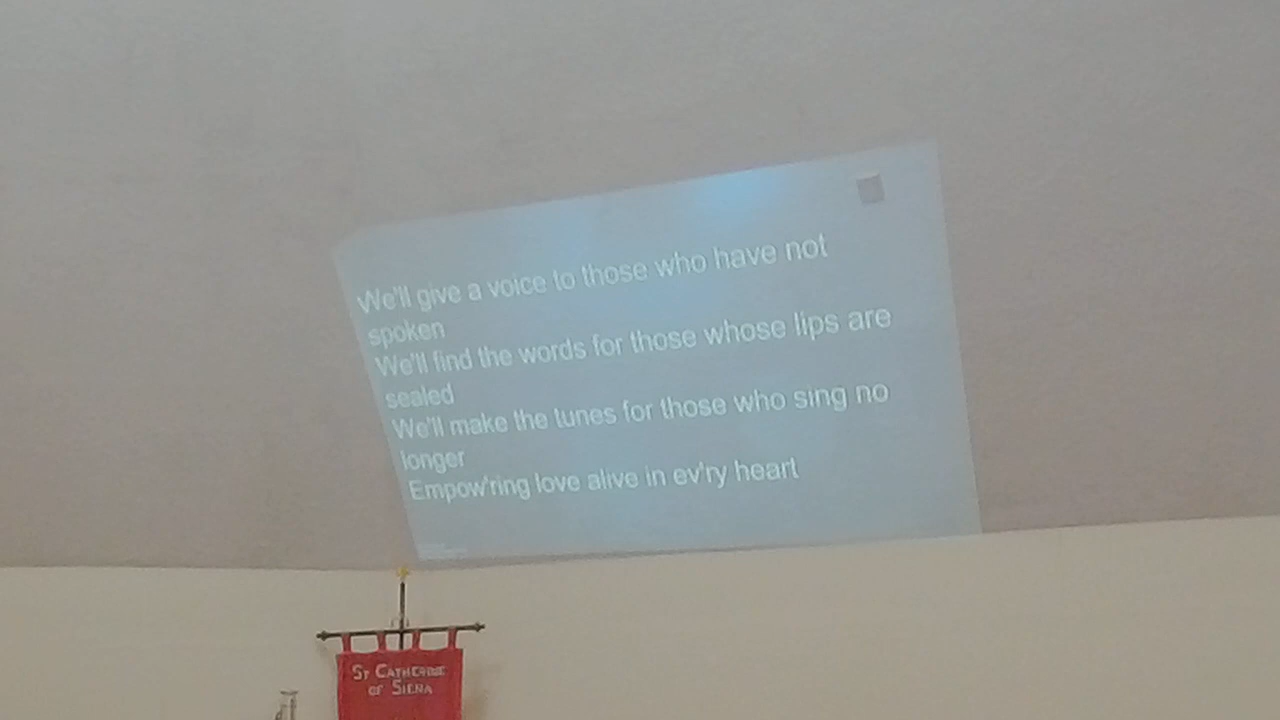 We'll give a voice to those who have not
spoken
We'll find the words for those whose lips are
sealed
We'll make the tunes for those who sing no
longer
Empow'ring love alive in ev'ry heart
St Catherine
of Siena